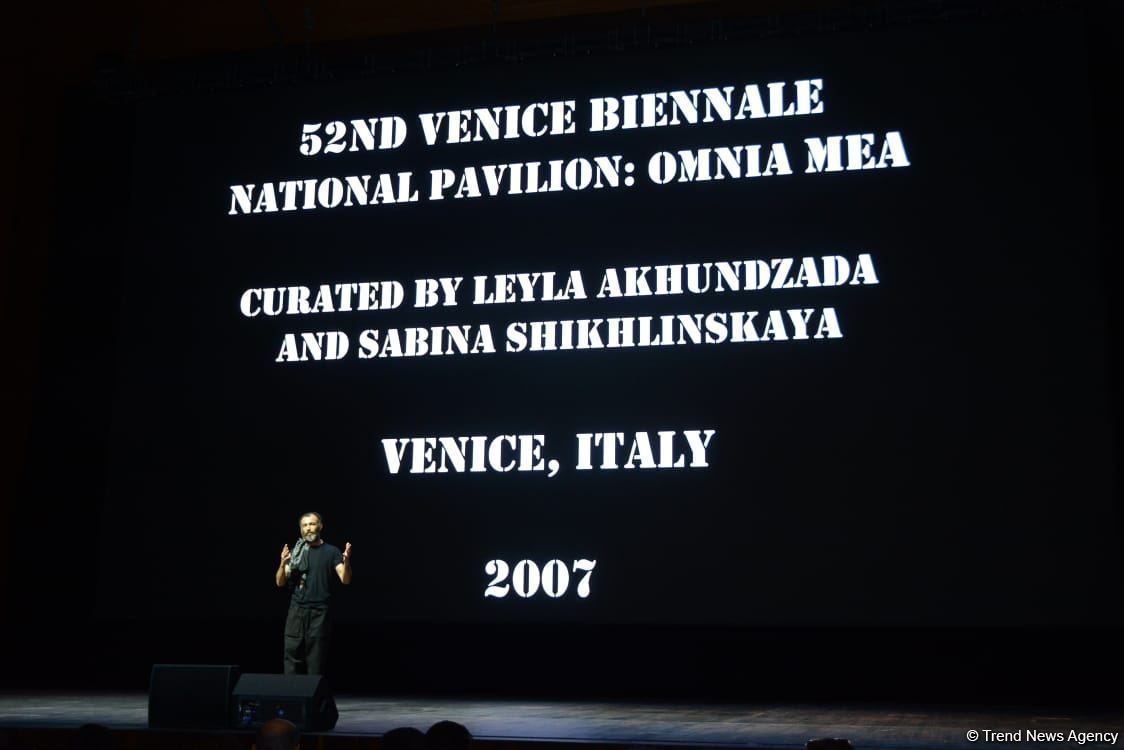 52ND VENICE BIENNALE
NATIONAL PAVILION: OMNIA MEA
CURATED BY LEYLA AKHUNDZADA
AND SABINA SHIKHLINSKAYA
VENICE, ITALY
2007
© Trend News Agency